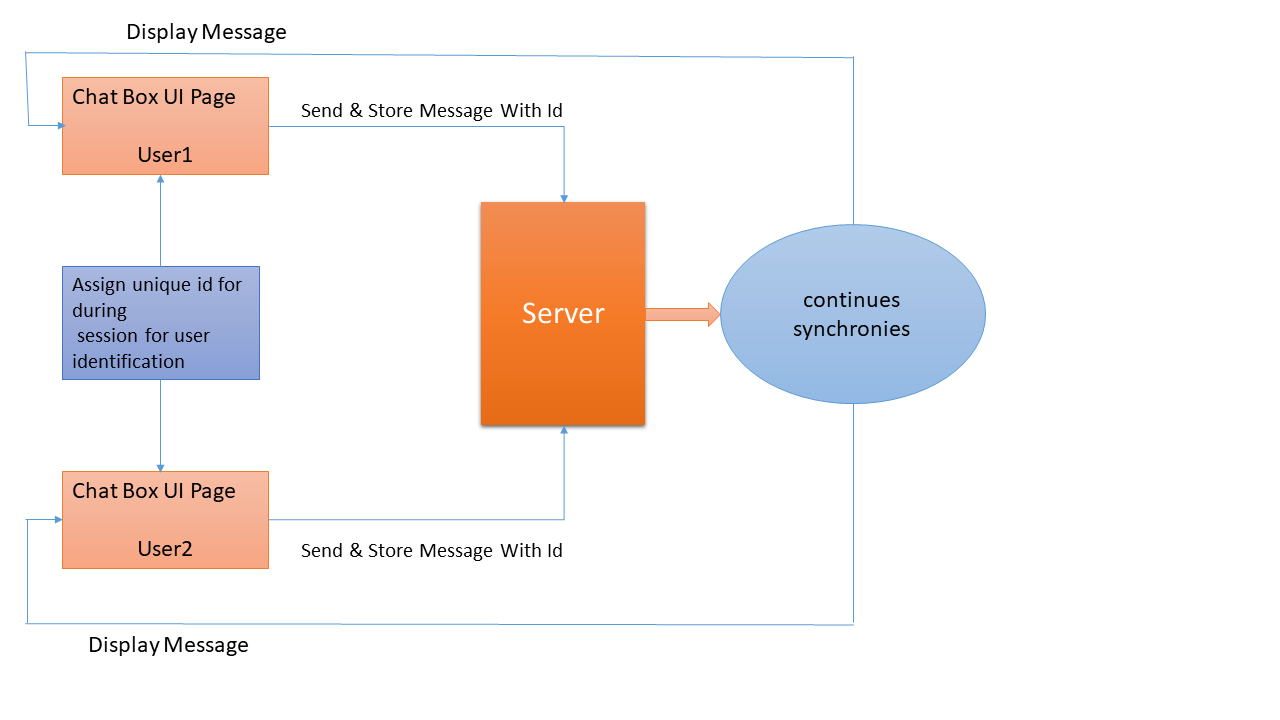 Display Message
Chat Box UI Page
User1
Send & Store Message With Id
Assign unique id for
during
session for user
identification
Server
continues
synchronies
Chat Box UI Page
User2
Send & Store Message With Id
Display Message